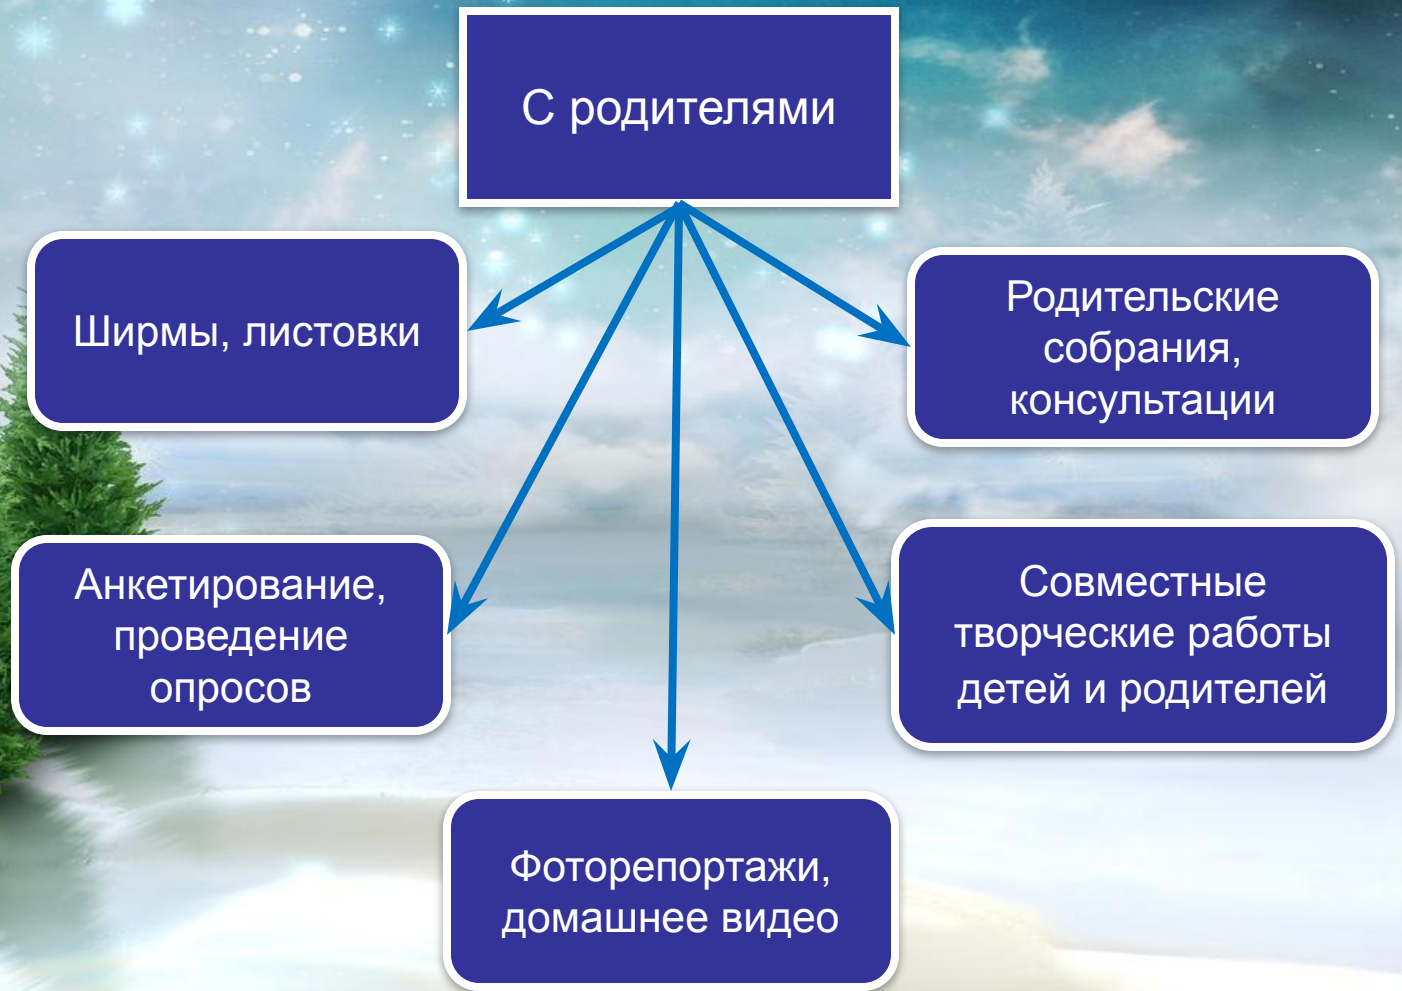 С родителями
Ширмы, листовки
Родительские
собрания,
консультации
Анкетирование,
проведение
опросов
Совместные
творческие работы
детей и родителей
Фоторепортажи,
домашнее видео